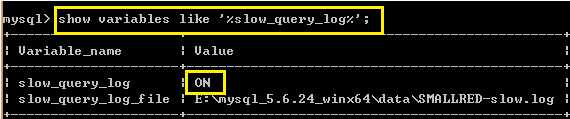 mysql> show variables like '%slow_query_log%';
+---------------------+------------------------------------------------+
| Variable_name | Value |
+---------------------+------------------------------------------------+
| slow_query_log | ON |
| slow_query_log_file | E:\mysql_5.6.24_winx64\data\SMALLRED-slow.log |
+---------------------+------------------------------------------------+